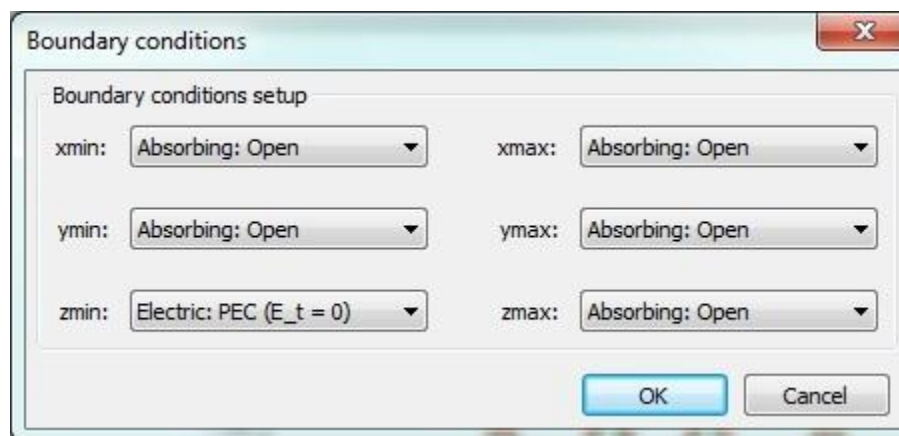 Boundary conditions
Boundary conditions setup
xmin: Absorbing: Open xmax: Absorbing: Open
ymin: Absorbing: Open ymax: Absorbing: Open
zmin: Electric: PEC (E_t = 0) zmax: Absorbing: Open
OK Cancel